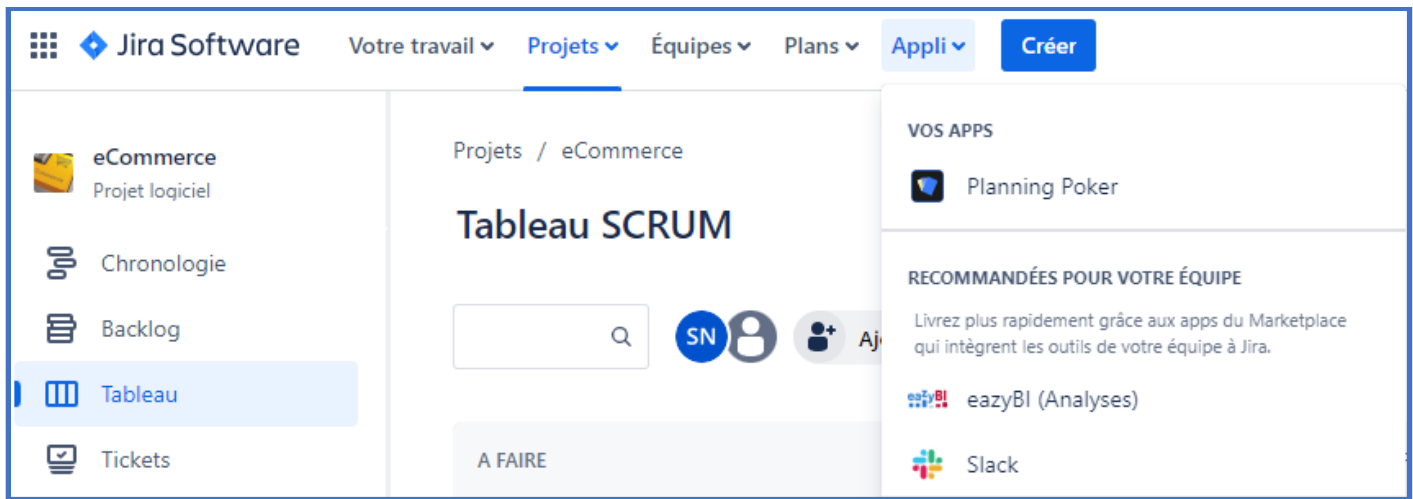 Jira Software Votre travail Projets Équipes Plans Appli Créer
eCommerce
Projet logiciel
Chronologie
Backlog
Tableau
Tickets
Projets / eCommerce
Tableau SCRUM
SN
A FAIRE
VOS APPS
Planning Poker
RECOMMANDÉES POUR VOTRE ÉQUIPE
Livrez plus rapidement grâce aux apps du Marketplace
qui intègrent les outils de votre équipe à Jira.
eazyBI eazyBI (Analyses)
Slack